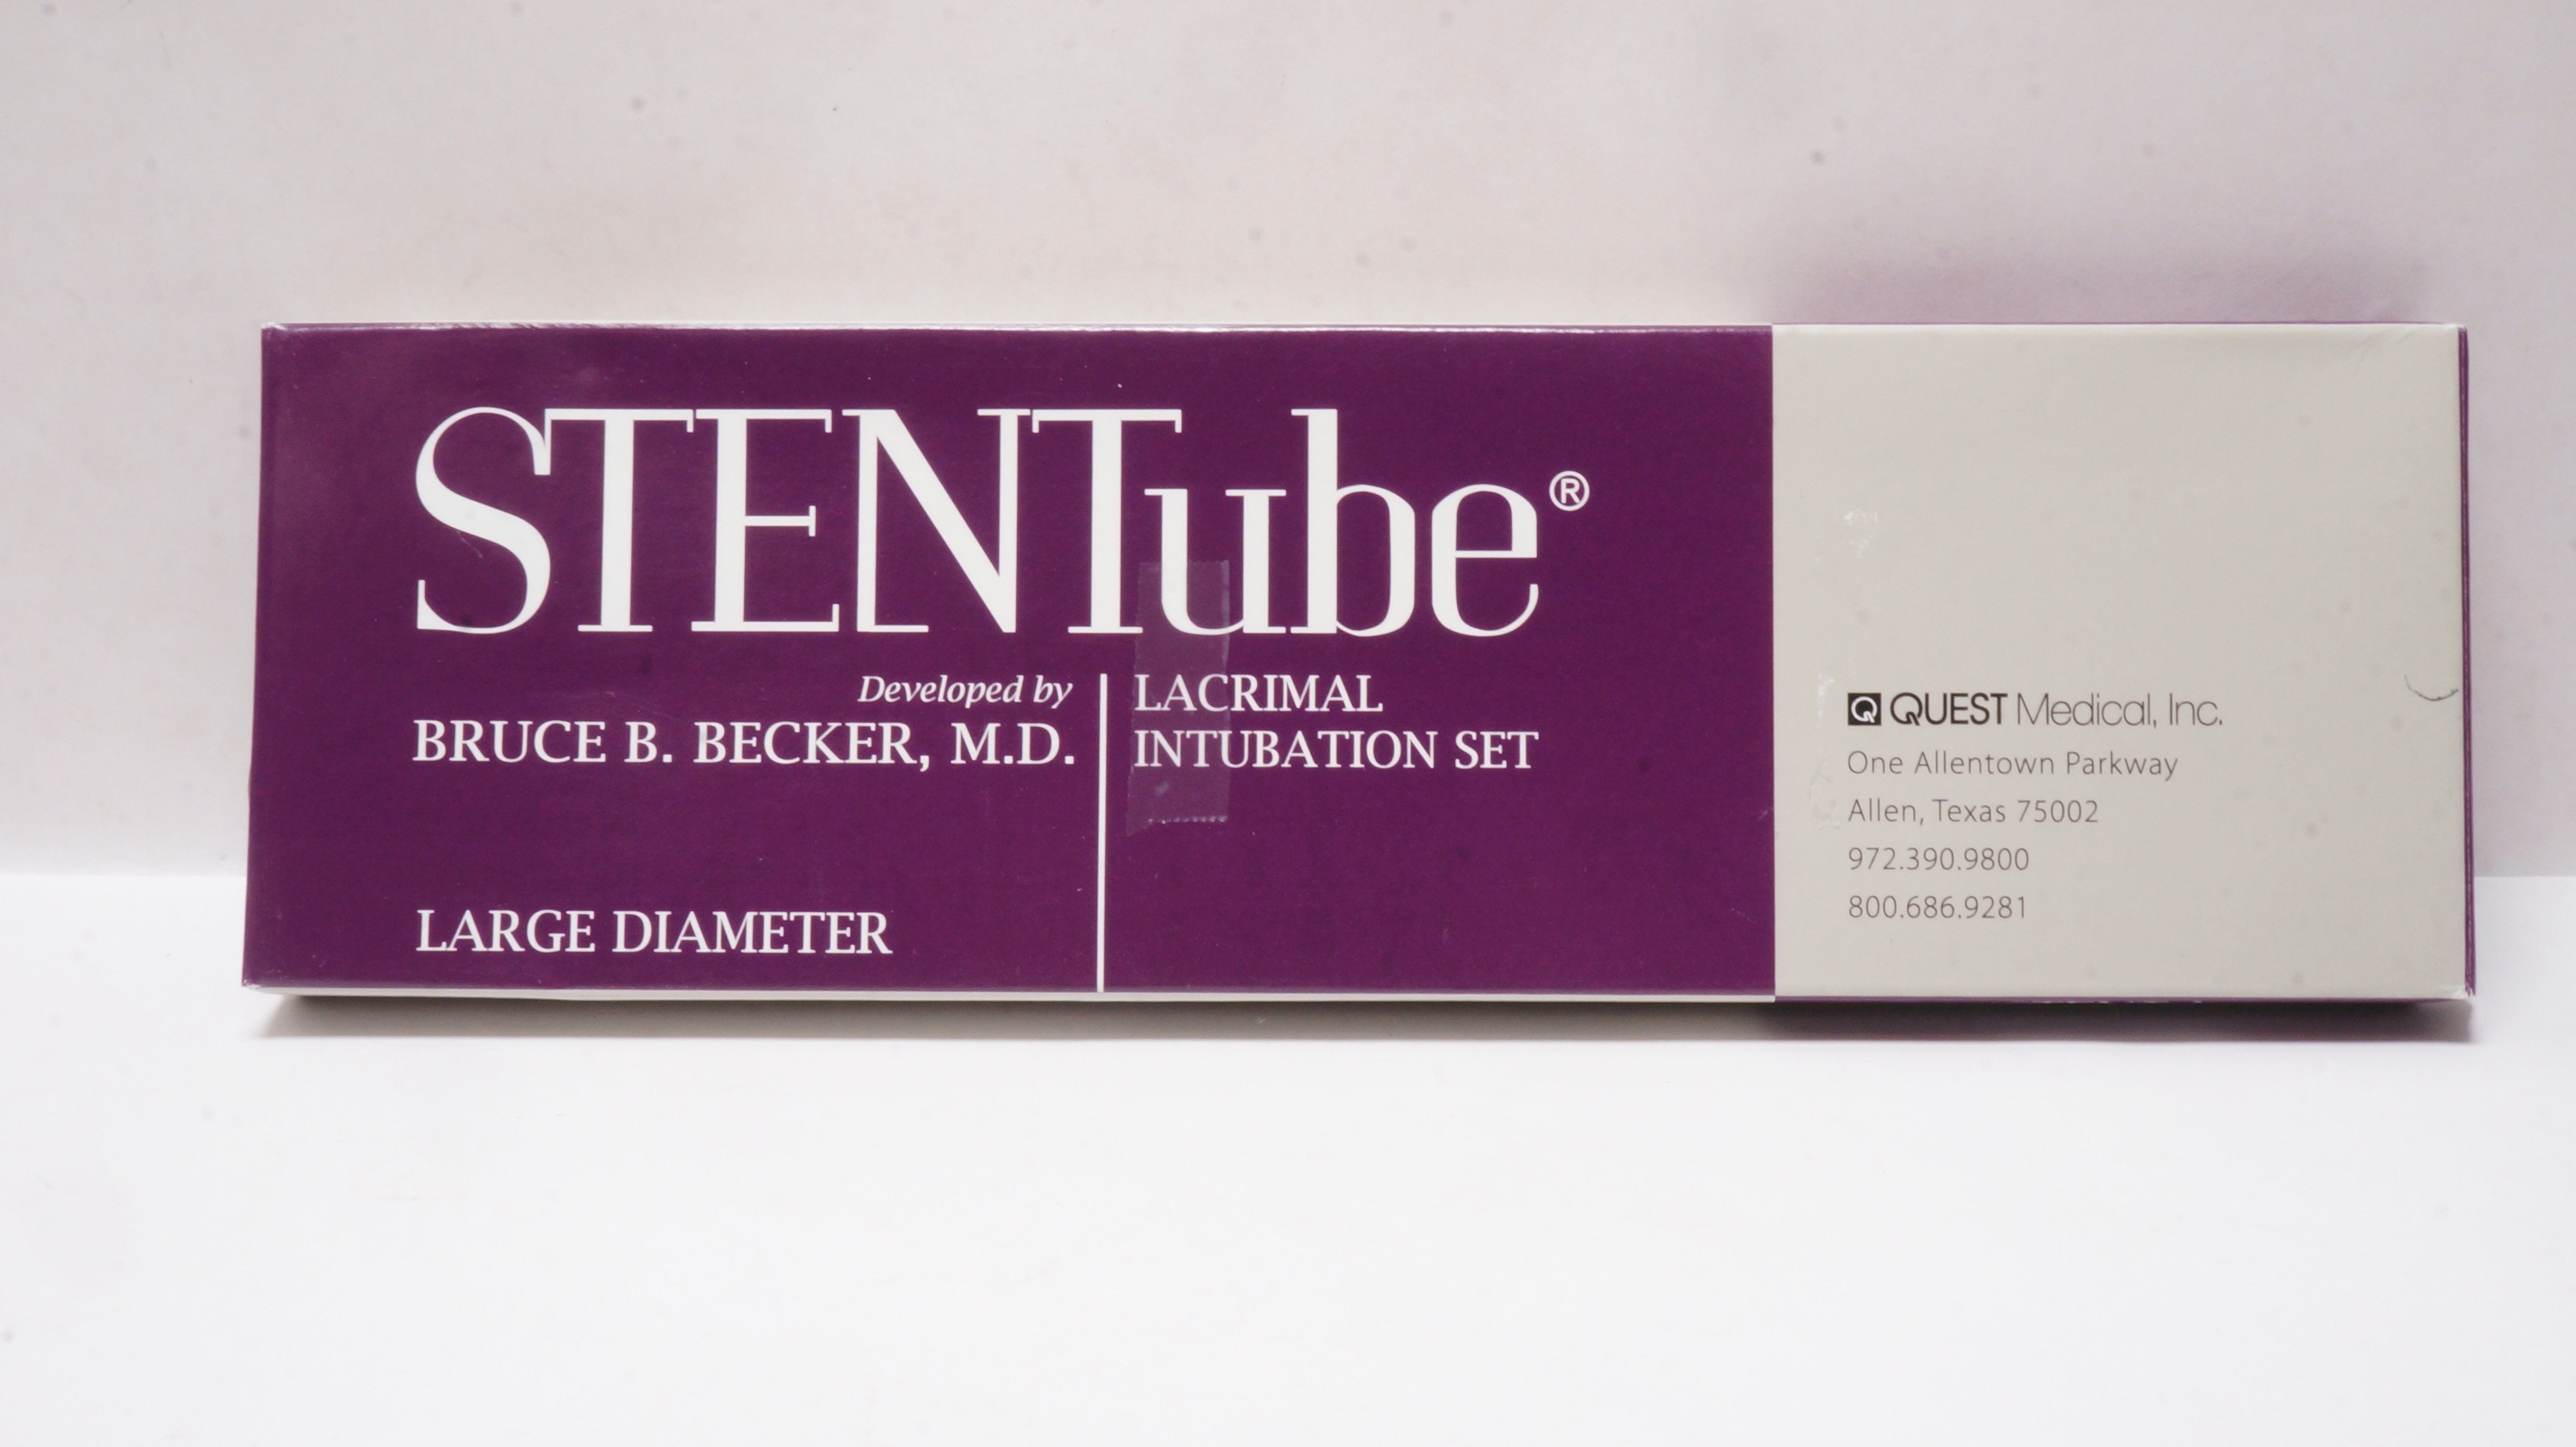 STENTube®
Developed by
BRUCE B. BECKER, M.D.
LACRIMAL
INTUBATION SET
LARGE DIAMETER
Q QUEST Medical, Inc.
One Allentown Parkway
Allen, Texas 75002
972.390.9800
800.686.9281